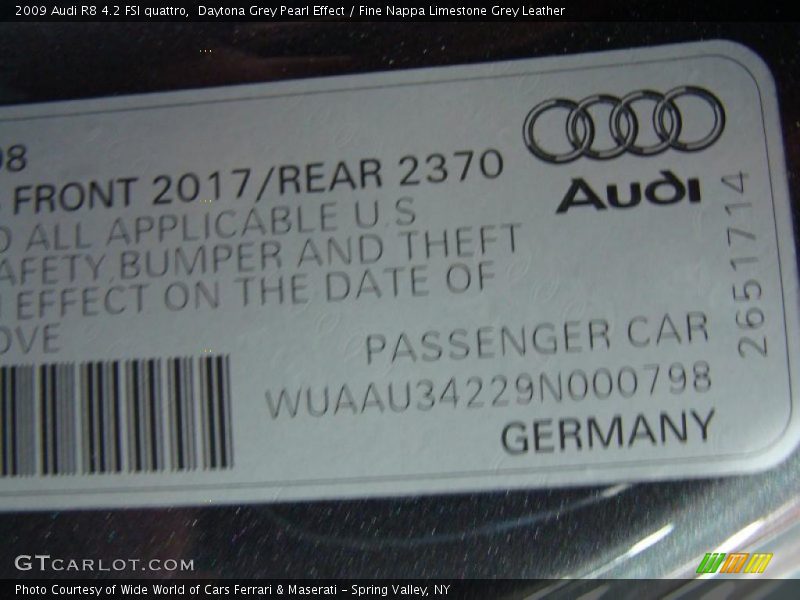 2009 Audi R8 4.2 FSI quattro, Daytona Grey Pearl Effect / Fine Nappa Limestone Grey Leather
08
FRONT 2017/REAR 2370
ALL APPLICABLE U.S
AFETY BUMPER AND THEFT
EFFECT ON THE DATE OF
OVE
Audi
2651714
PASSENGER CAR
WUAAU34229N000798
GERMANY
GTCARLOT.COM
Photo Courtesy of Wide World of Cars Ferrari & Maserati - Spring Valley, NY